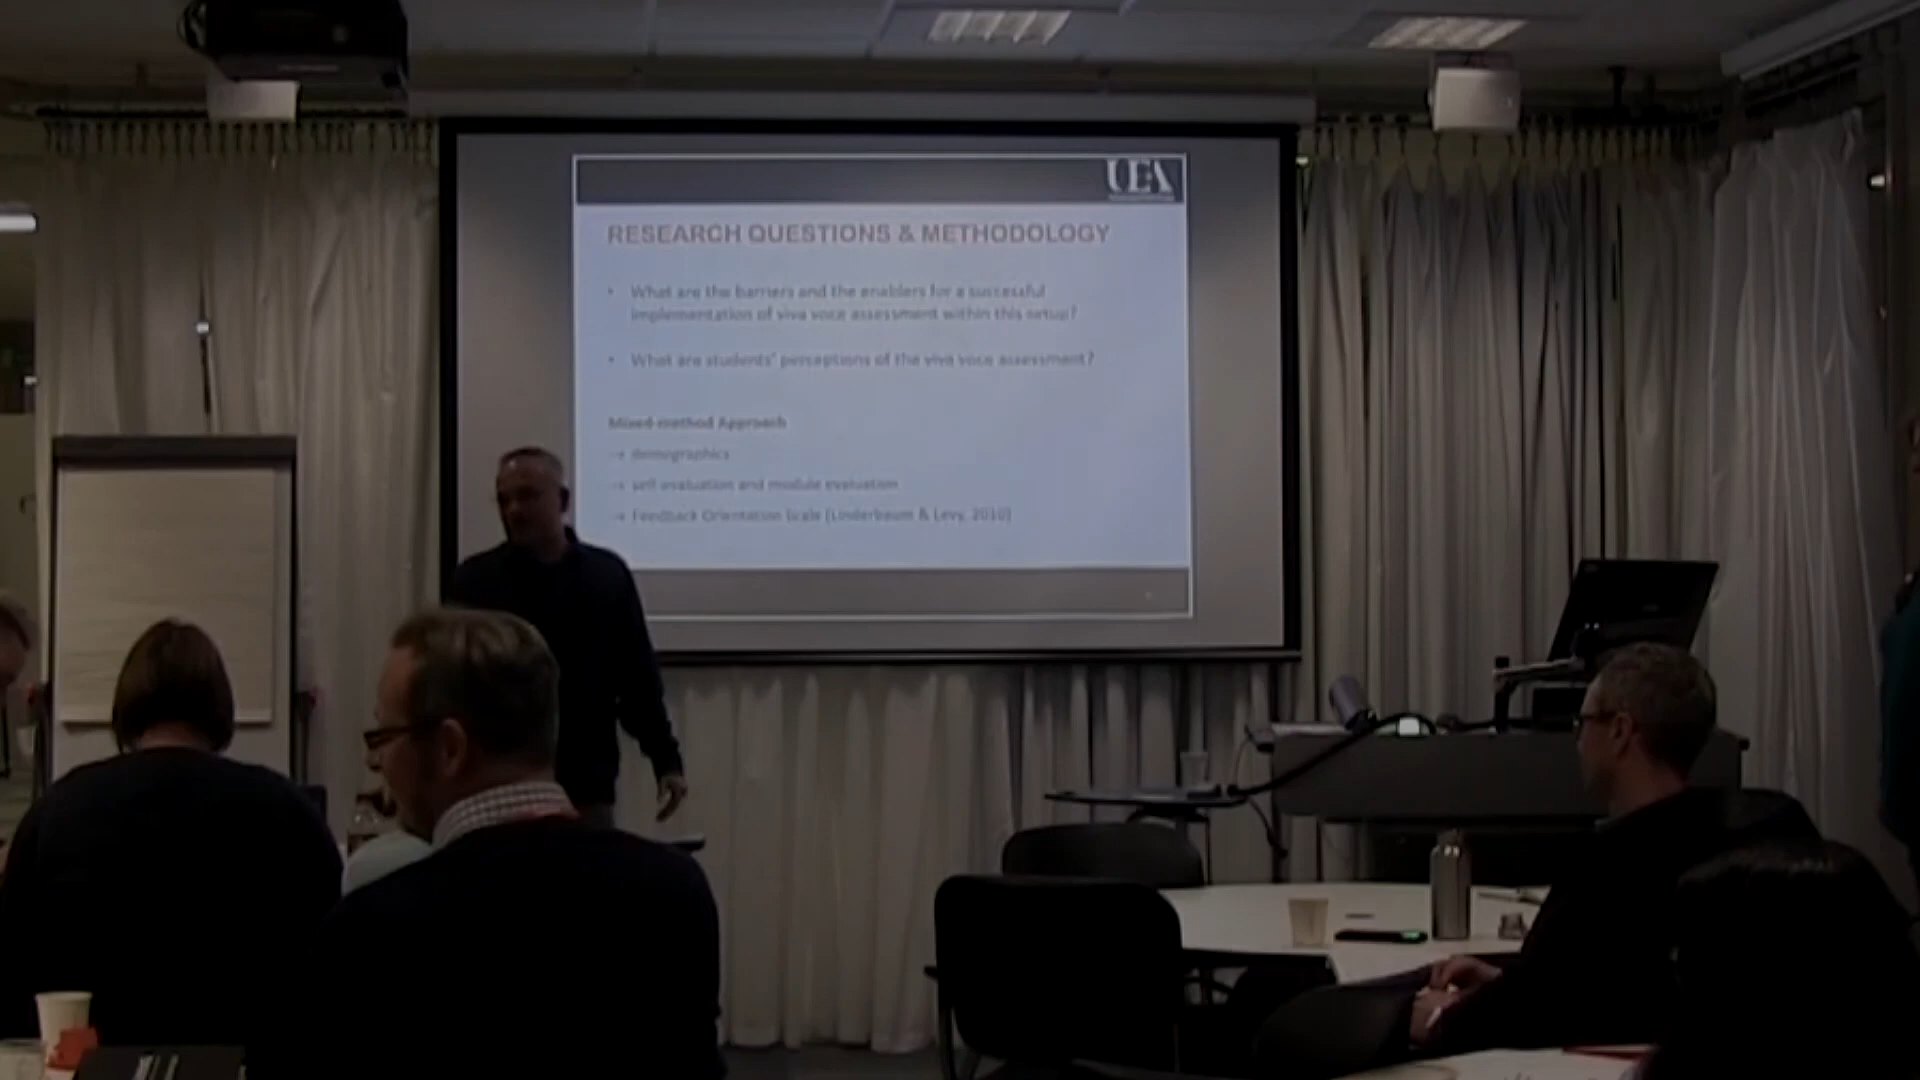 UEA
RESEARCH QUESTIONS & METHODOLOGY
• What are the barriers and the enablers for a successful
implementation of viva voce assessment within this setup?
• What are students' perceptions of the viva voce assessment?
Mixed-method Approach
→ demographics
→ self evaluation and module evaluation
→ Feedback Orientation Scale (Linderbaum & Levy, 2010)